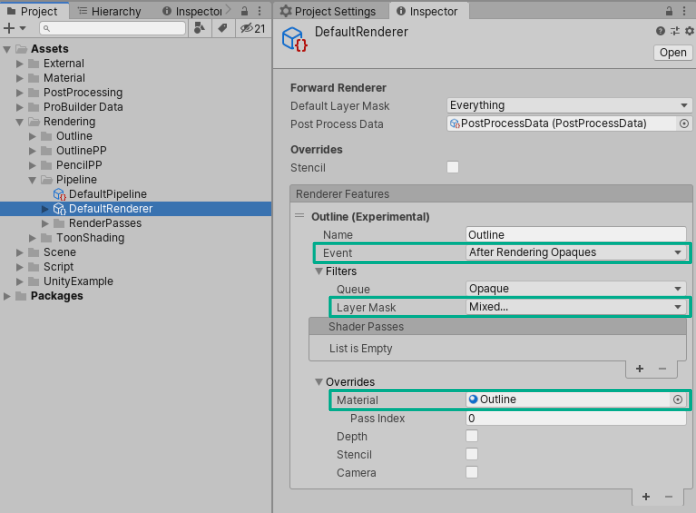 Project
Hierarchy
Inspector
21
Assets
External
Material
PostProcessing
ProBuilder Data
Rendering
Outline
OutlinePP
PencilPP
Pipeline
DefaultPipeline
DefaultRenderer
RenderPasses
ToonShading
Scene
Script
UnityExample
Packages
Project Settings
Inspector
DefaultRenderer
Open
Forward Renderer
Default Layer Mask Everything
Post Process Data PostProcessData (PostProcessData)
Overrides
Stencil
Renderer Features
Outline (Experimental)
Name Outline
Event After Rendering Opaques
Filters
Queue Opaque
Layer Mask Mixed...
Shader Passes
List is Empty
+ −
Overrides
Material Outline
Pass Index 0
Depth
Stencil
Camera
+ −